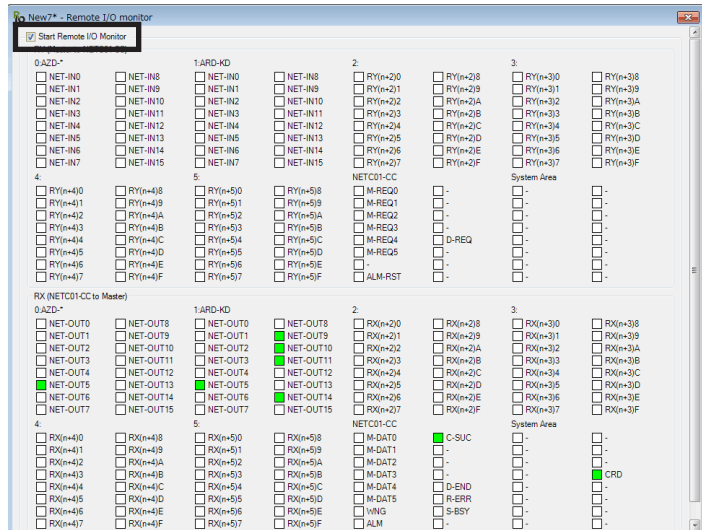 New7* - Remote I/O monitor
Start Remote I/O Monitor
0:AZD-* 1:ARD-KD 2: 3:
NET-IN0 NET-IN8 NET-IN0 NET-IN8 RY(n+2)0 RY(n+2)8 RY(n+3)0 RY(n+3)8
NET-IN1 NET-IN9 NET-IN1 NET-IN9 RY(n+2)1 RY(n+2)9 RY(n+3)1 RY(n+3)9
NET-IN2 NET-IN10 NET-IN2 NET-IN10 RY(n+2)2 RY(n+2)A RY(n+3)2 RY(n+3)A
NET-IN3 NET-IN11 NET-IN3 NET-IN11 RY(n+2)3 RY(n+2)B RY(n+3)3 RY(n+3)B
NET-IN4 NET-IN12 NET-IN4 NET-IN12 RY(n+2)4 RY(n+2)C RY(n+3)4 RY(n+3)C
NET-IN5 NET-IN13 NET-IN5 NET-IN13 RY(n+2)5 RY(n+2)D RY(n+3)5 RY(n+3)D
NET-IN6 NET-IN14 NET-IN6 NET-IN14 RY(n+2)6 RY(n+2)E RY(n+3)6 RY(n+3)E
NET-IN7 NET-IN15 NET-IN7 NET-IN15 RY(n+2)7 RY(n+2)F RY(n+3)7 RY(n+3)F
4: 5: NETC01-CC System Area
RY(n+4)0 RY(n+4)8 RY(n+5)0 RY(n+5)8 M-REQ0 - - -
RY(n+4)1 RY(n+4)9 RY(n+5)1 RY(n+5)9 M-REQ1 - - -
RY(n+4)2 RY(n+4)A RY(n+5)2 RY(n+5)A M-REQ2 - - -
RY(n+4)3 RY(n+4)B RY(n+5)3 RY(n+5)B M-REQ3 - - -
RY(n+4)4 RY(n+4)C RY(n+5)4 RY(n+5)C M-REQ4 D-REQ - -
RY(n+4)5 RY(n+4)D RY(n+5)5 RY(n+5)D M-REQ5 - - -
RY(n+4)6 RY(n+4)E RY(n+5)6 RY(n+5)E - - - -
RY(n+4)7 RY(n+4)F RY(n+5)7 RY(n+5)F ALM-RST - - -
RX (NETC01-CC to Master)
0:AZD-* 1:ARD-KD 2: 3:
NET-OUT0 NET-OUT8 NET-OUT0 NET-OUT8 RX(n+2)0 RX(n+2)8 RX(n+3)0 RX(n+3)8
NET-OUT1 NET-OUT9 NET-OUT1 NET-OUT9 RX(n+2)1 RX(n+2)9 RX(n+3)1 RX(n+3)9
NET-OUT2 NET-OUT10 NET-OUT2 NET-OUT10 RX(n+2)2 RX(n+2)A RX(n+3)2 RX(n+3)A
NET-OUT3 NET-OUT11 NET-OUT3 NET-OUT11 RX(n+2)3 RX(n+2)B RX(n+3)3 RX(n+3)B
NET-OUT4 NET-OUT12 NET-OUT4 NET-OUT12 RX(n+2)4 RX(n+2)C RX(n+3)4 RX(n+3)C
NET-OUT5 NET-OUT13 NET-OUT5 NET-OUT13 RX(n+2)5 RX(n+2)D RX(n+3)5 RX(n+3)D
NET-OUT6 NET-OUT14 NET-OUT6 NET-OUT14 RX(n+2)6 RX(n+2)E RX(n+3)6 RX(n+3)E
NET-OUT7 NET-OUT15 NET-OUT7 NET-OUT15 RX(n+2)7 RX(n+2)F RX(n+3)7 RX(n+3)F
4: 5: NETC01-CC System Area
RX(n+4)0 RX(n+4)8 RX(n+5)0 RX(n+5)8 M-DAT0 C-SUC - -
RX(n+4)1 RX(n+4)9 RX(n+5)1 RX(n+5)9 M-DAT1 - - -
RX(n+4)2 RX(n+4)A RX(n+5)2 RX(n+5)A M-DAT2 - - -
RX(n+4)3 RX(n+4)B RX(n+5)3 RX(n+5)B M-DAT3 - - CRD
RX(n+4)4 RX(n+4)C RX(n+5)4 RX(n+5)C M-DAT4 D-END - -
RX(n+4)5 RX(n+4)D RX(n+5)5 RX(n+5)D M-DAT5 R-ERR - -
RX(n+4)6 RX(n+4)E RX(n+5)6 RX(n+5)E WNG S-BSY - -
RX(n+4)7 RX(n+4)F RX(n+5)7 RX(n+5)F ALM - - -